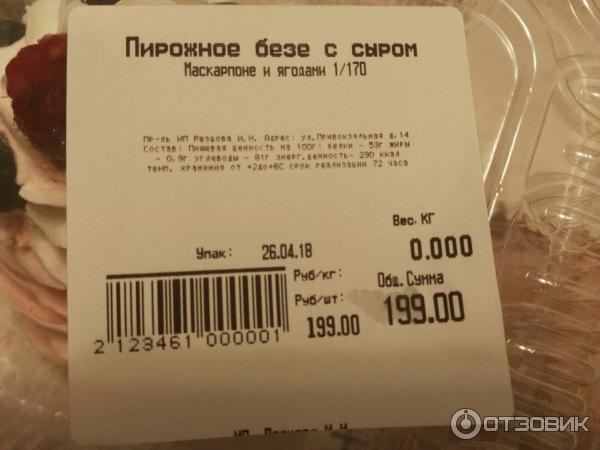 Пирожное безе с сыром
Маскарпоне и ягодами 1/170
Пр-ль ИП Резцова И.И. Адрес: ул.Привокзальная д.14
Состав: Пищевая ценность на 100г: белки - 53г жиры
- 0.9г углеводы - 81г энерг.ценность- 290 ккал
темп. хранения от +2до+6С срок реализации 72 часа
Вес. КГ
Упак: 26.04.18 0.000
Руб/кг: Общ.Сумма
Руб/шт: 199.00 199.00
2 123461 000001
ОТЗОВИК